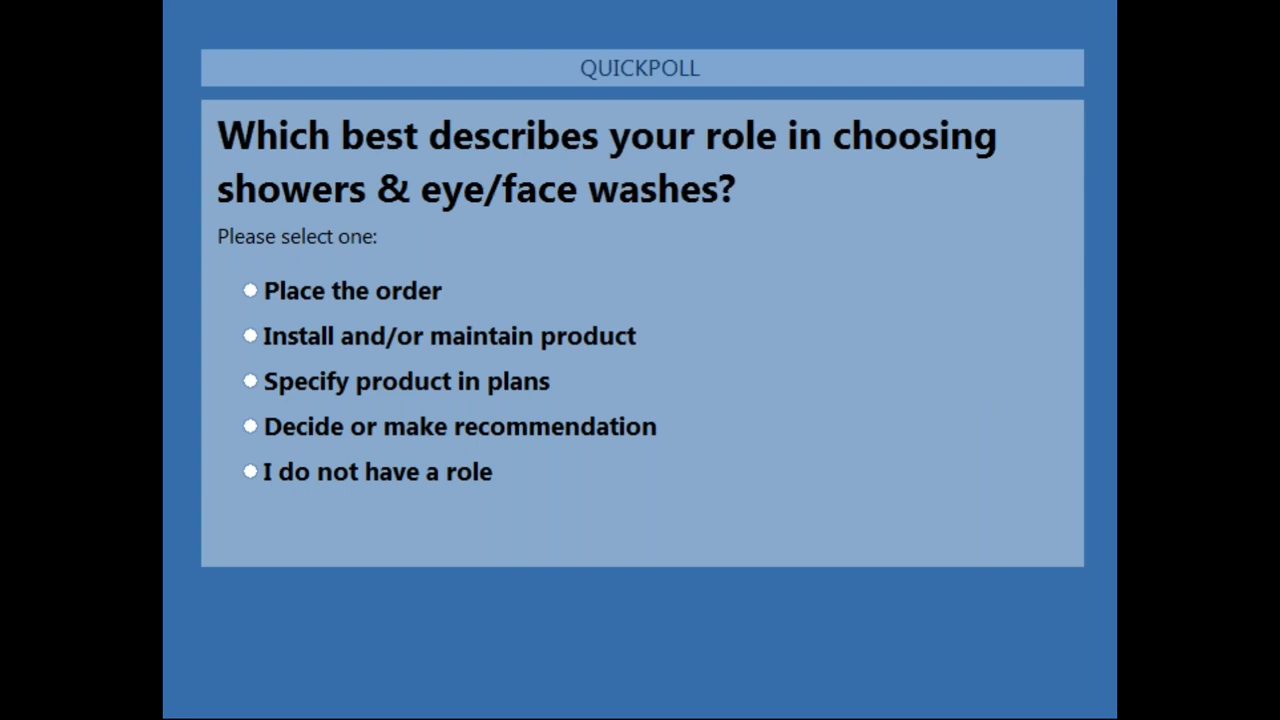 QUICKPOLL
Which best describes your role in choosing
showers & eye/face washes?
Please select one:
Place the order
Install and/or maintain product
Specify product in plans
Decide or make recommendation
I do not have a role